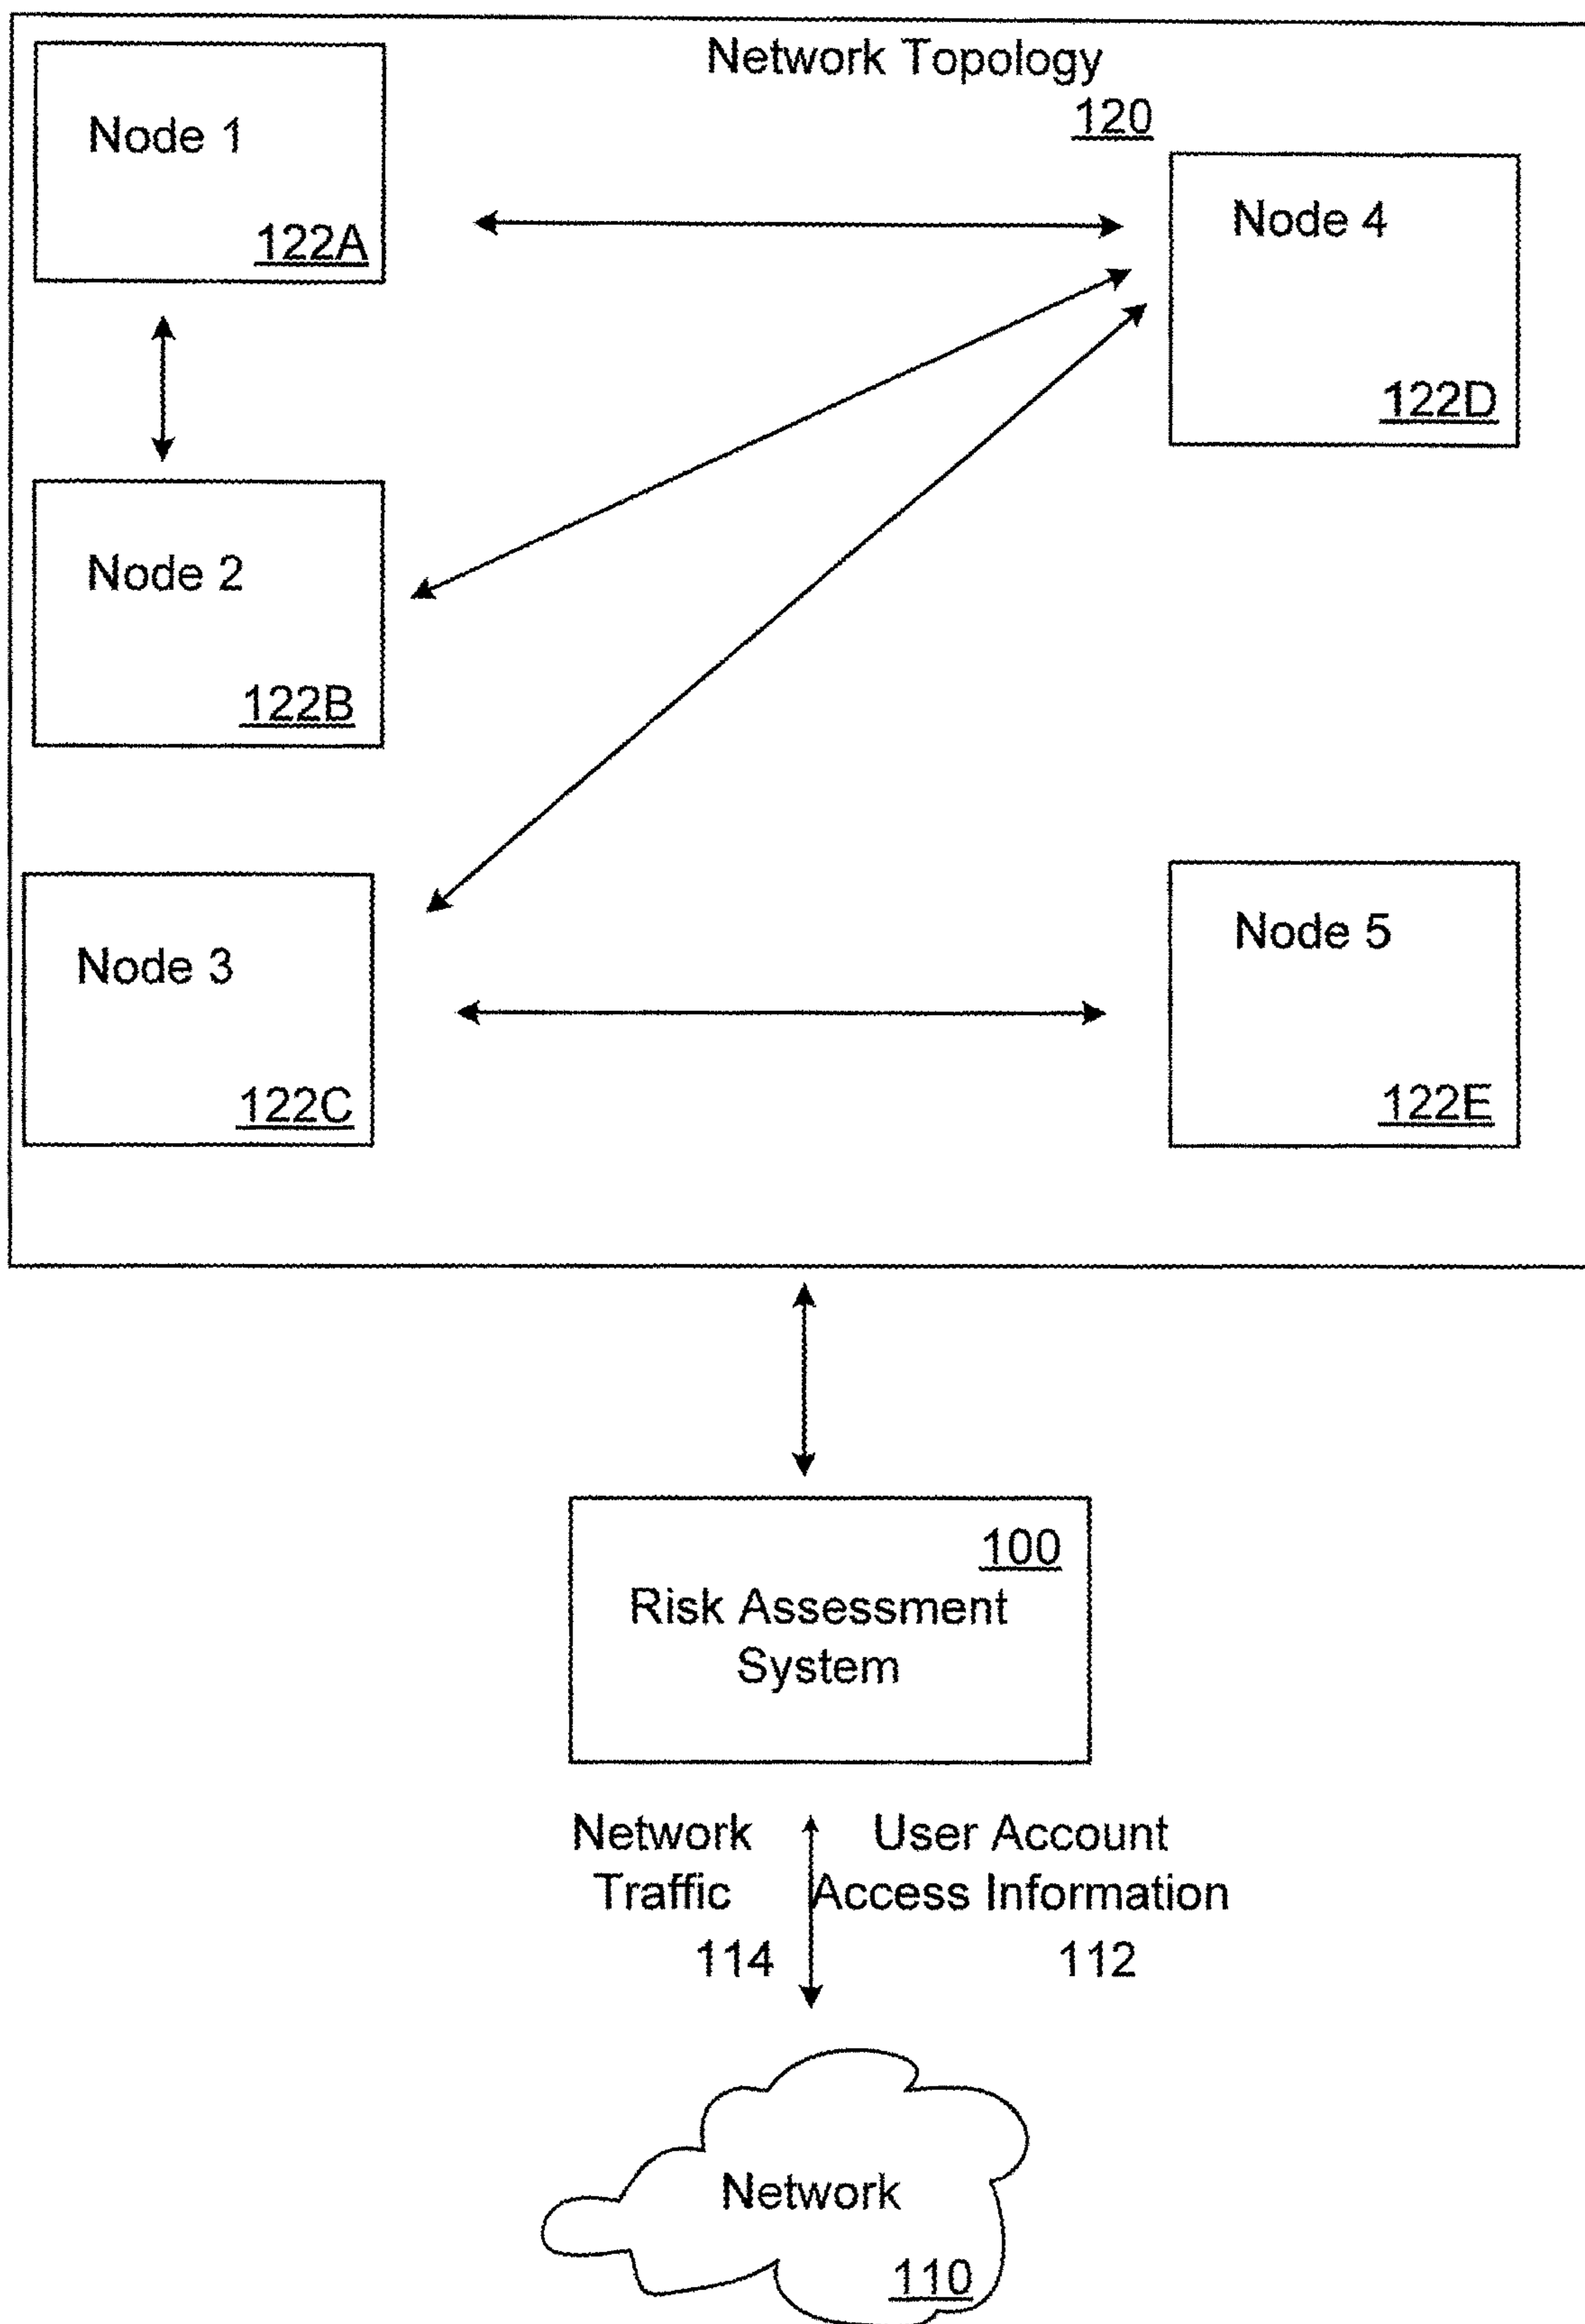 Network Topology
120
Node 1
122A
Node 4
122D
Node 2
122B
Node 3
122C
Node 5
122E
100
Risk Assessment
System
Network
Traffic
114
User Account
Access Information
112
Network
110